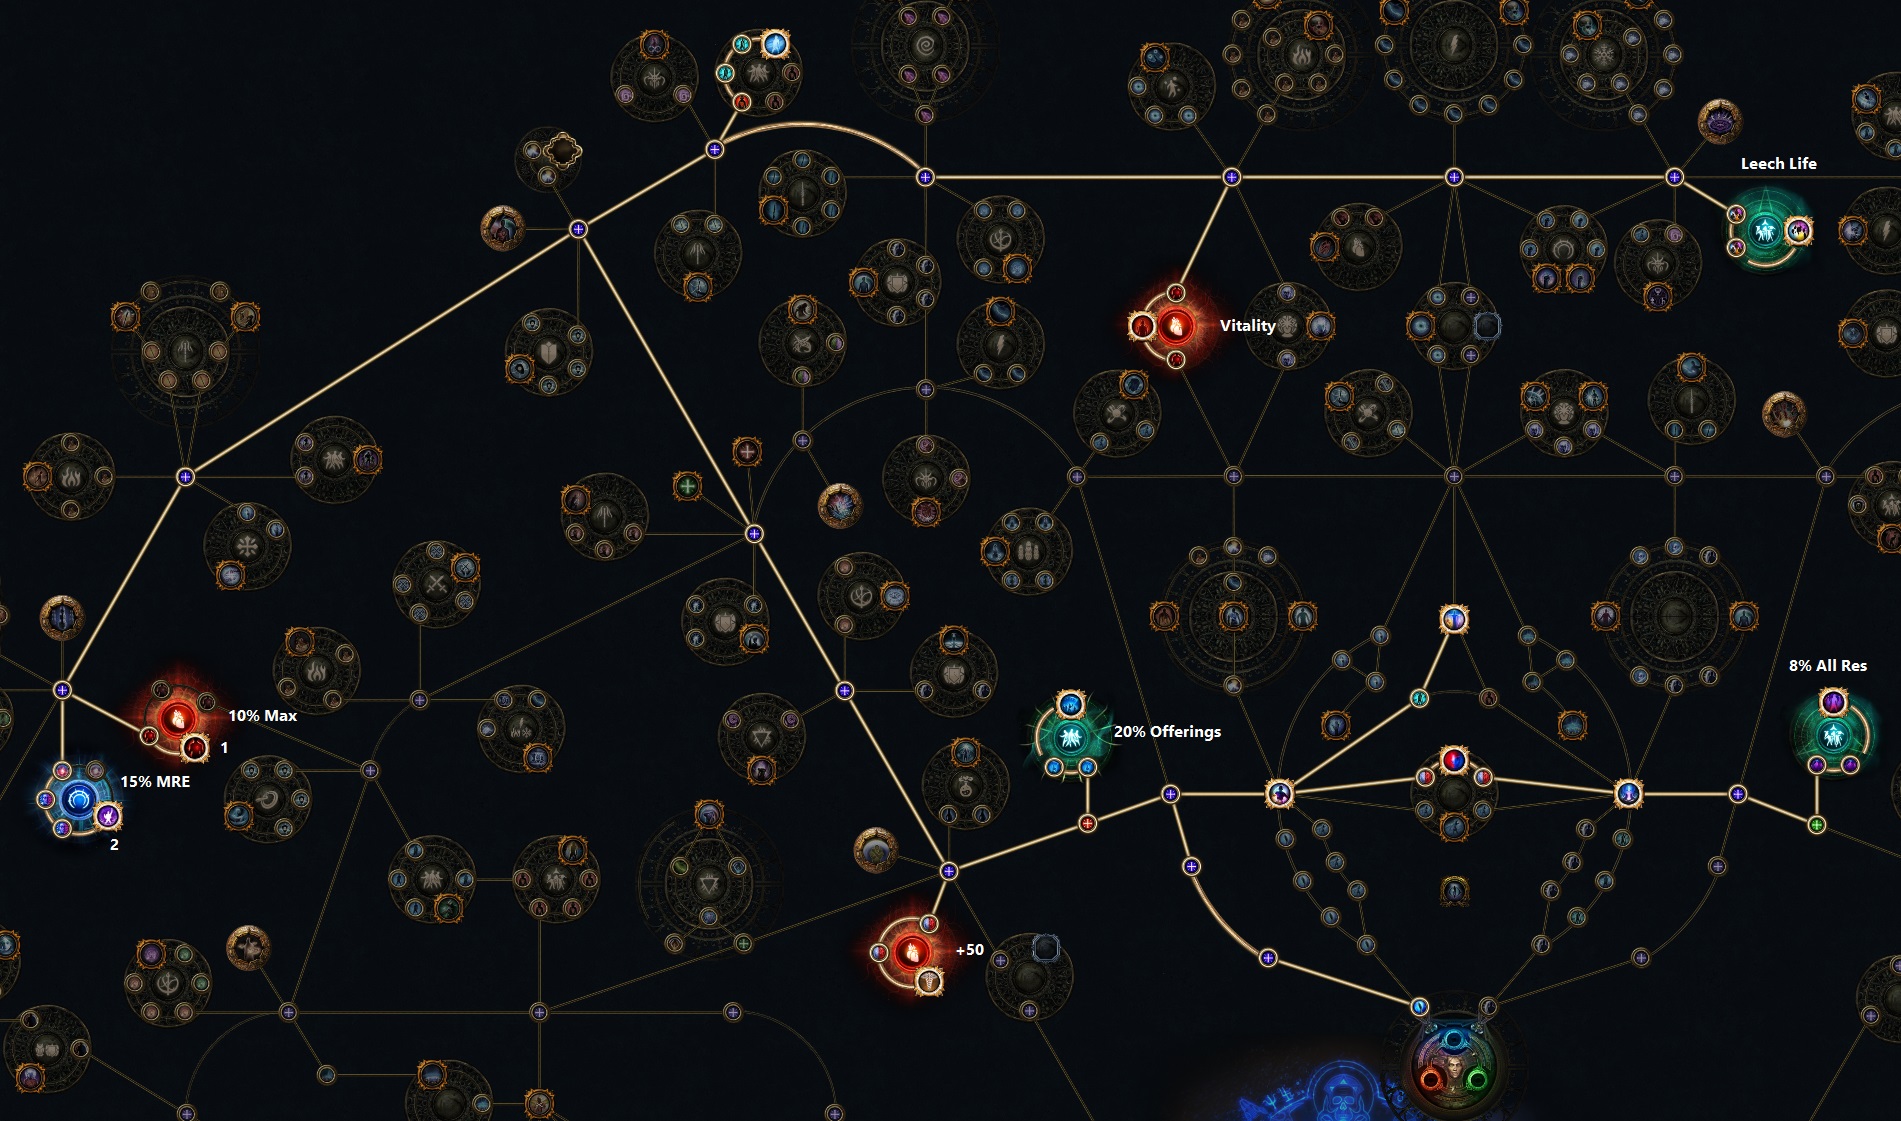 Leech Life
Vitality
8% All Res
10% Max
1
20% Offerings
15% MRE
2
+50